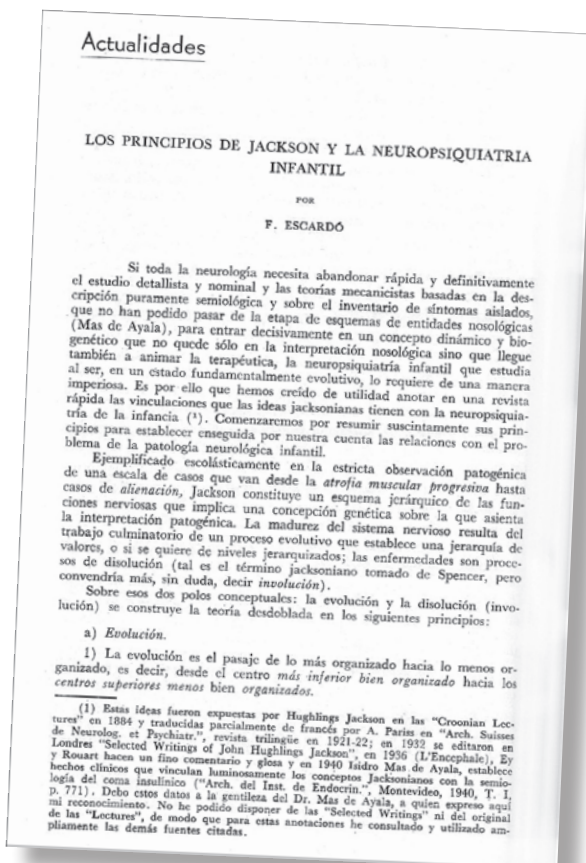 Actualidades
LOS PRINCIPIOS DE JACKSON Y LA NEUROPSIQUIATRIA
INFANTIL
POR
F. ESCARDÓ
Si toda la neurología necesita abandonar rápida y definitivamente
el estudio detallista y nominal y las teorías mecanicistas basadas en la des-
cripción puramente semiológica y sobre el inventario de síntomas aislados,
que no han podido pasar de la etapa de esquemas de entidades nosológicas
(Mas de Ayala), para entrar decisivamente en un concepto dinámico y bio-
genético que no quede sólo en la interpretación nosológica sino que llegue
también a animar la terapéutica, la neuropsiquiatría infantil que estudia
al ser, en un estado fundamentalmente evolutivo, lo requiere de una manera
imperiosa. Es por ello que hemos creído de utilidad anotar en una revista
rápida las vinculaciones que las ideas jacksonianas tienen con la neuropsiquia-
tría de la infancia (¹). Comenzaremos por resumir suscintamente sus prin-
cipios para establecer enseguida por nuestra cuenta las relaciones con el pro-
blema de la patología neurológica infantil.
Ejemplificado escolásticamente en la estricta observación patogénica
de una escala de casos que van desde la atrofia muscular progresiva hasta
casos de alienación, Jackson constituye un esquema jerárquico de las fun-
ciones nerviosas que implica una concepción genética sobre la que asienta
la interpretación patogénica. La madurez del sistema nervioso resulta del
trabajo culminatorio de un proceso evolutivo que establece una jerarquía de
valores, o si se quiere de niveles jerarquizados; las enfermedades son proce-
sos de disolución (tal es el término jacksoniano tomado de Spencer, pero
convendría más, sin duda, decir involución).
Sobre esos dos polos conceptuales: la evolución y la disolución (invo-
lución) se construye la teoría desdoblada en los siguientes principios:
a) Evolución.
1) La evolución es el pasaje de lo más organizado hacia lo menos or-
ganizado, es decir, desde el centro más inferior bien organizado hacia los
centros superiores menos bien organizados.
(1) Estas ideas fueron expuestas por Hughlings Jackson en las "Croonian Lec-
tures" en 1884 y traducidas parcialmente de francés por A. Pariss en "Arch. Suisses
de Neurolog. et Psychiatr.", revista trilingüe en 1921-22; en 1932 se editaron en
Londres "Selected Writings of John Hughlings Jackson", en 1936 (L'Encephale), Ey
y Rouart hacen un fino comentario y glosa y en 1940 Isidro Mas de Ayala, establece
hechos clínicos que vinculan luminosamente los conceptos Jacksonianos con la semio-
logía del coma insulínico ("Arch. del Inst. de Endocrin.", Montevideo, 1940, T. I,
p. 771). Debo estos datos a la gentileza del Dr. Mas de Ayala, a quien expreso aquí
mi reconocimiento. No he podido disponer de las "Selected Writings" ni del original
de las "Lectures", de modo que para estas anotaciones he consultado y utilizado am-
pliamente las demás fuentes citadas.